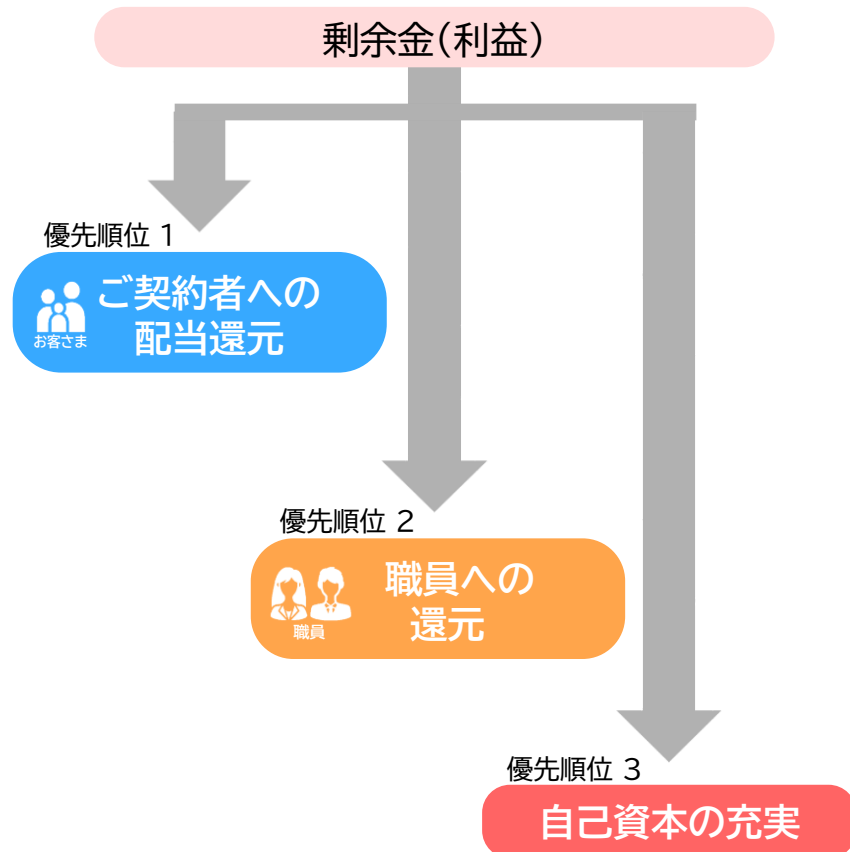 剰余金(利益)
優先順位 1
ご契約者への
配当還元
お客さま
優先順位 2
職員への
還元
職員
優先順位 3
自己資本の充実